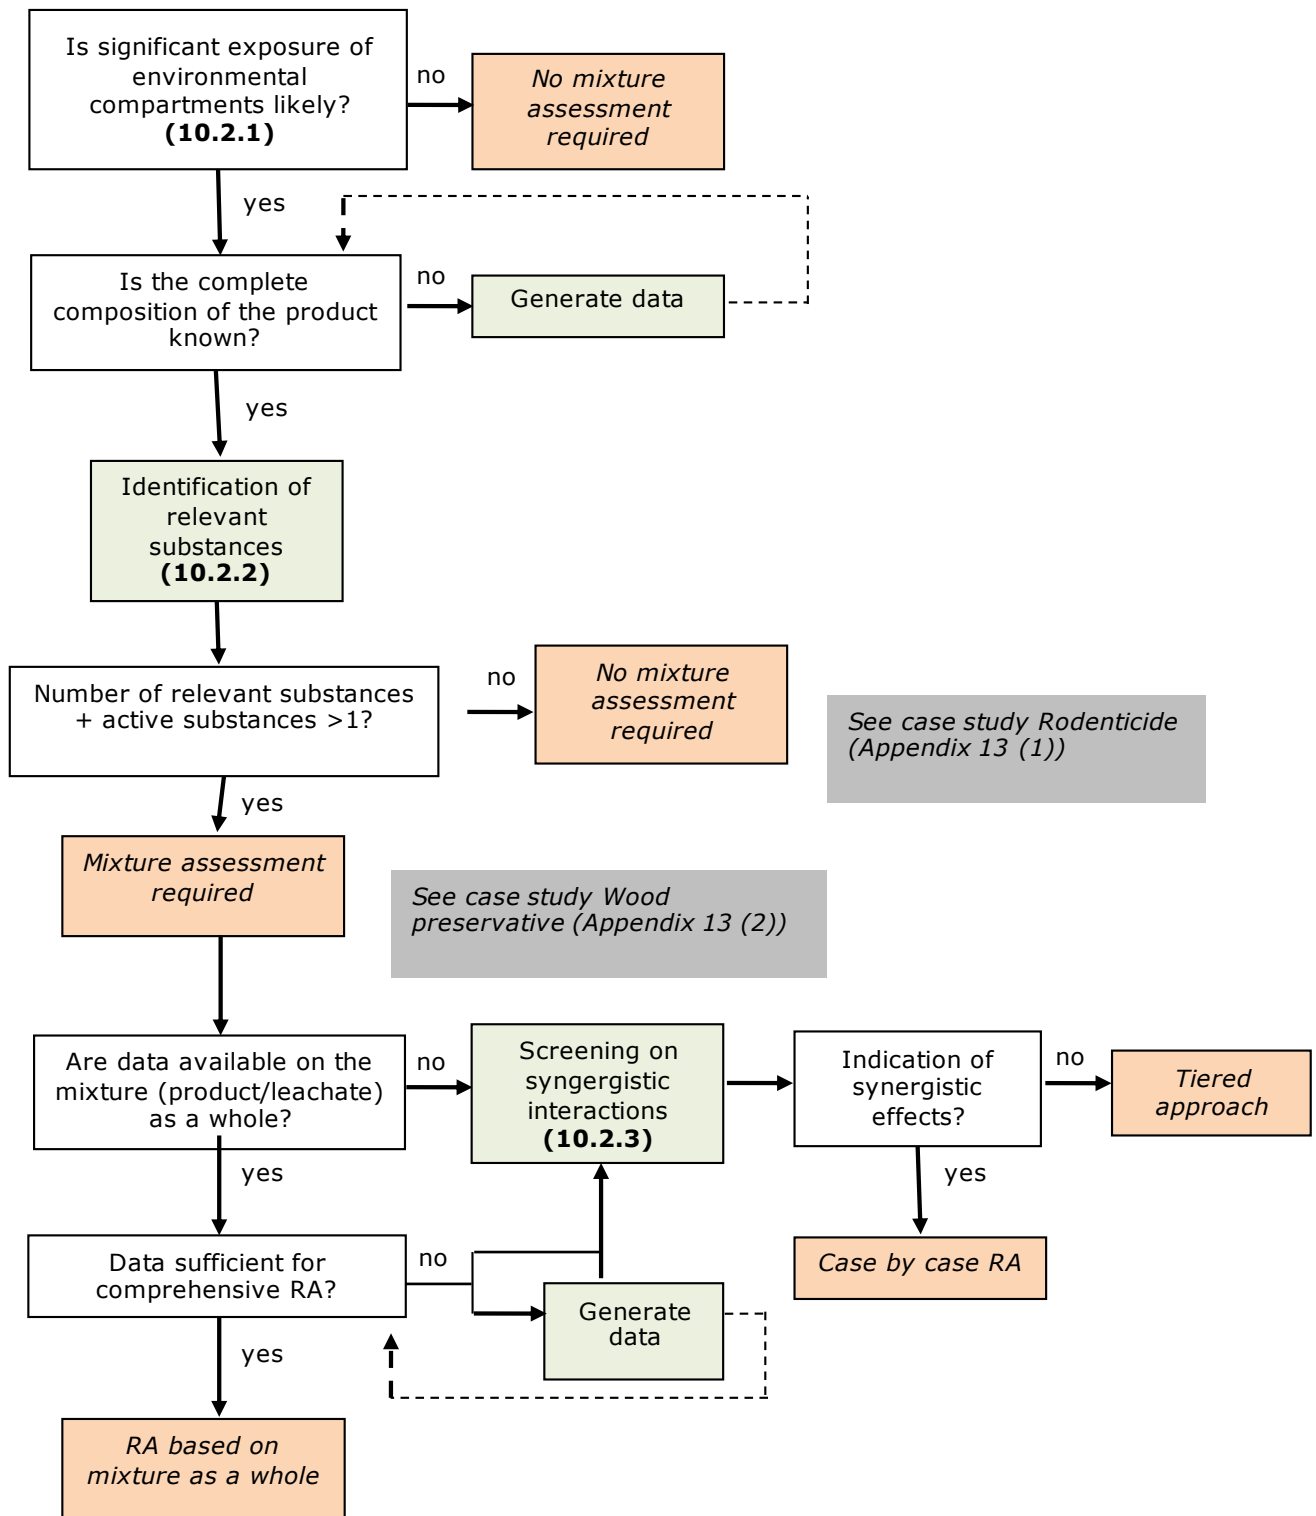 Is significant exposure of
environmental
compartments likely?
(10.2.1)
no
No mixture
assessment
required
yes
Is the complete
composition of the product
known?
no
Generate data
yes
Identification of
relevant
substances
(10.2.2)
Number of relevant substances
+ active substances >1?
no
No mixture
assessment
required
See case study Rodenticide
(Appendix 13 (1))
yes
Mixture assessment
required
See case study Wood
preservative (Appendix 13 (2))
Are data available on the
mixture (product/leachate)
as a whole?
no
Screening on
syngergistic
interactions
(10.2.3)
Indication of
synergistic
effects?
no
Tiered
approach
yes
yes
Case by case RA
Data sufficient for
comprehensive RA?
no
Generate
data
yes
RA based on
mixture as a whole